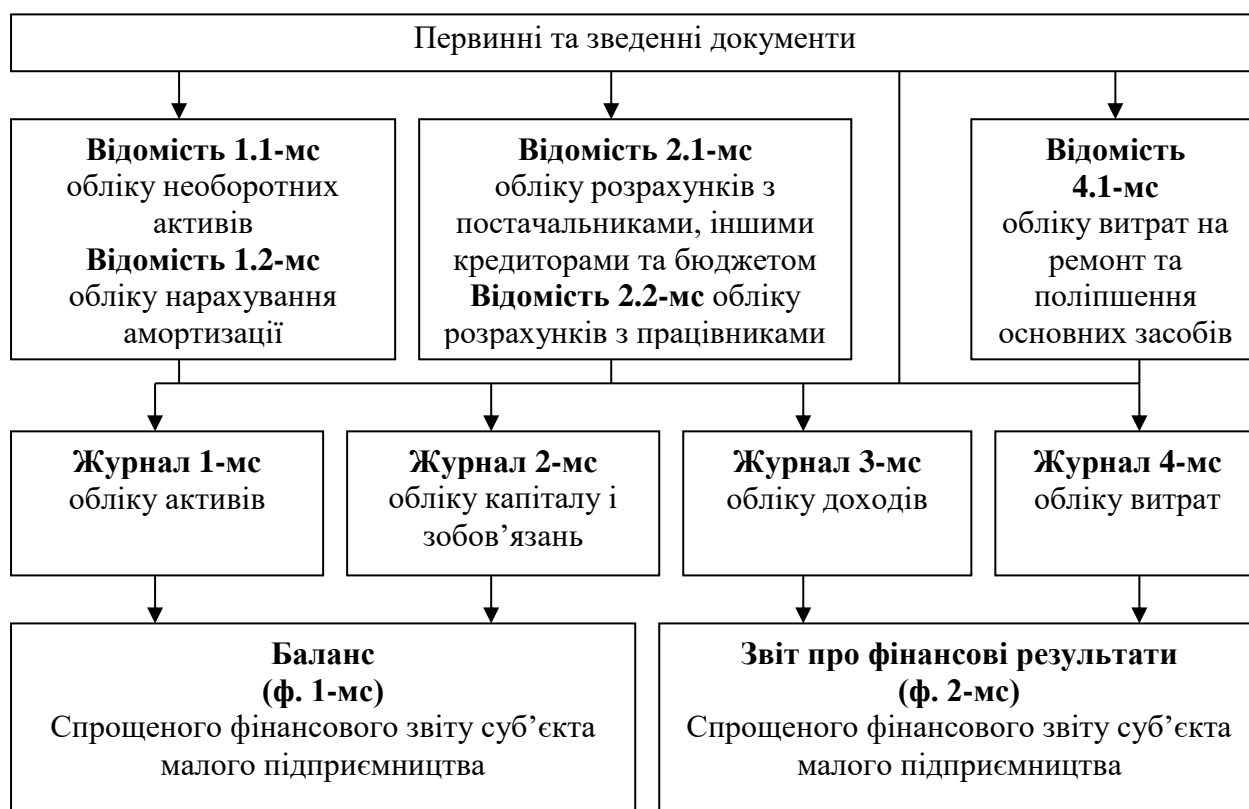 Первинні та зведенні документи
Відомість 1.1-мс
обліку необоротних
активів
Відомість 1.2-мс
обліку нарахування
амортизації
Відомість 2.1-мс
обліку розрахунків з
постачальниками, іншими
кредиторами та бюджетом
Відомість 2.2-мс обліку
розрахунків з працівниками
Відомість
4.1-мс
обліку витрат на
ремонт та
поліпшення
основних засобів
Журнал 1-мс
обліку активів
Журнал 2-мс
обліку капіталу і
зобов’язань
Журнал 3-мс
обліку доходів
Журнал 4-мс
обліку витрат
Баланс
(ф. 1-мс)
Спрощеного фінансового звіту суб’єкта
малого підприємництва
Звіт про фінансові результати
(ф. 2-мс)
Спрощеного фінансового звіту суб’єкта
малого підприємництва